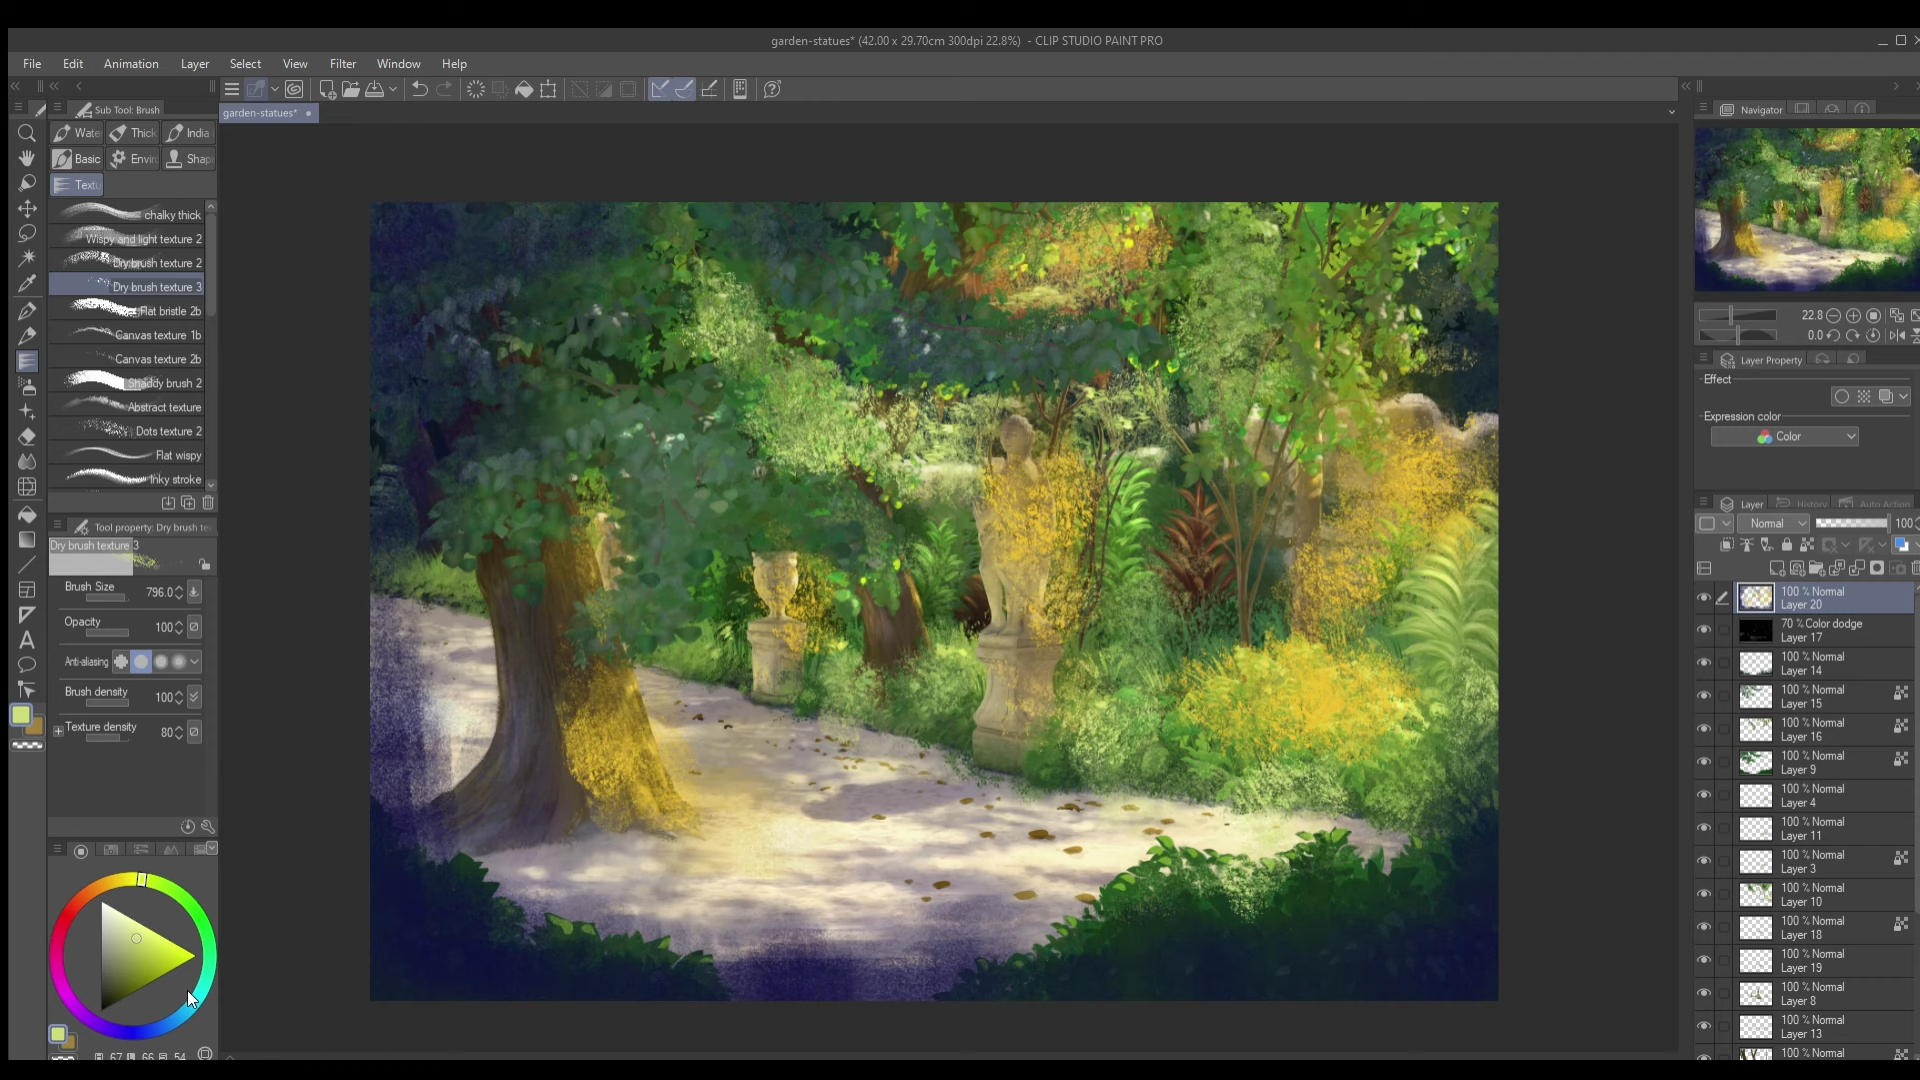 garden-statues* (42.00 x 29.70cm 300dpi 22.8%) - CLIP STUDIO PAINT PRO
File Edit Animation Layer Select View Filter Window Help
Sub Tool: Brush
garden-statues*
Wate Thick India
Basic Envir Shap
Textu
chalky thick
Wispy and light texture 2
Dry brush texture 2
Dry brush texture 3
Flat bristle 2b
Canvas texture 1b
Canvas texture 2b
Shaddy brush 2
Abstract texture
Dots texture 2
Flat wispy
Inky stroke
Tool property: Dry brush te
Dry brush texture 3
Brush Size 796.0
Opacity 100
Anti-aliasing
Brush density 100
Texture density 80
67 66 54
Navigator
22.8
0.0
Layer Property
Effect
Expression color
Color
Layer History Auto Action
Normal 100
100 % Normal
Layer 20
70 % Color dodge
Layer 17
100 % Normal
Layer 14
100 % Normal
Layer 15
100 % Normal
Layer 16
100 % Normal
Layer 9
100 % Normal
Layer 4
100 % Normal
Layer 11
100 % Normal
Layer 3
100 % Normal
Layer 10
100 % Normal
Layer 18
100 % Normal
Layer 19
100 % Normal
Layer 8
100 % Normal
Layer 13
100 % Normal